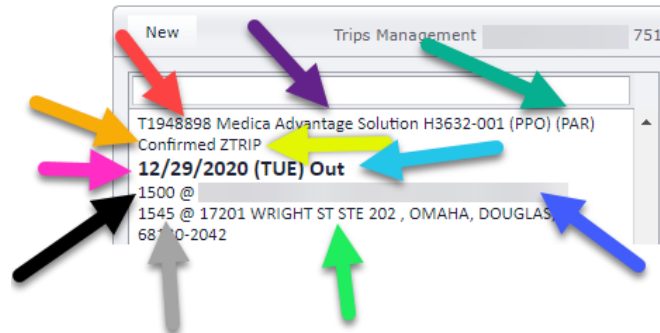 New
Trips Management 751
T1948898 Medica Advantage Solution H3632-001 (PPO) (PAR)
Confirmed ZTRIP
12/29/2020 (TUE) Out
1500 @
1545 @ 17201 WRIGHT ST STE 202 , OMAHA, DOUGLAS,